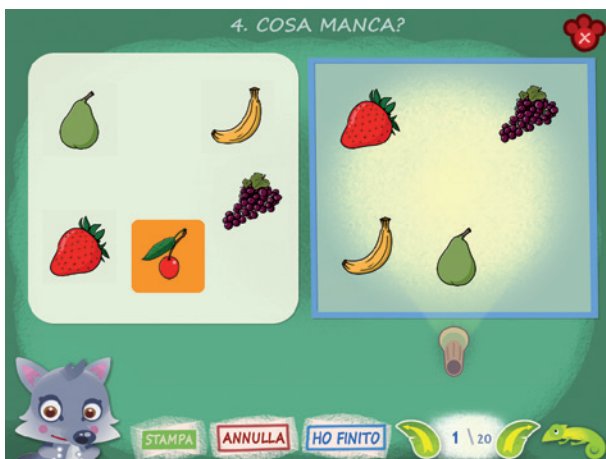 4. COSA MANCA?
STAMPA
ANNULLA
HO FINITO
1 \ 20